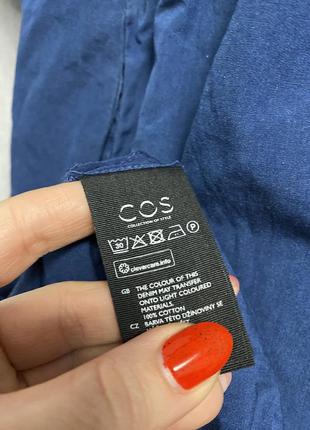 COS
COLLECTION OF STYLE
30 P
clevercare.info
GB THE COLOUR OF THIS
DENIM MAY TRANSFER
ONTO LIGHT COLOURED
MATERIALS.
100% COTTON
CZ BARVA TÉTO DŽÍNOVINY SE